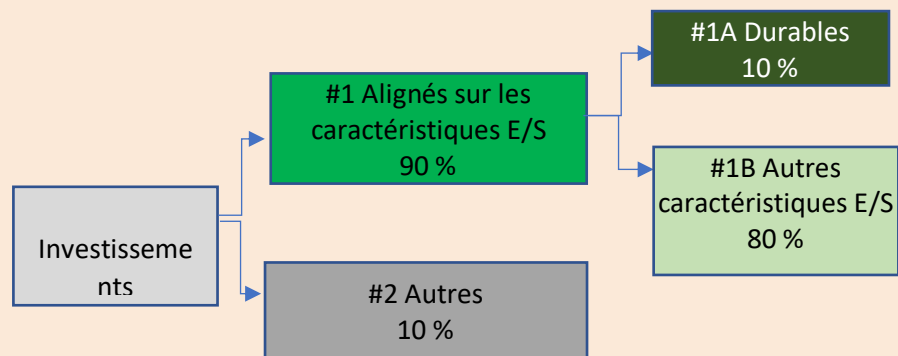 #1A Durables
10 %
#1 Alignés sur les
caractéristiques E/S
90 %
#1B Autres
caractéristiques E/S
80 %
Investisseme
nts
#2 Autres
10 %